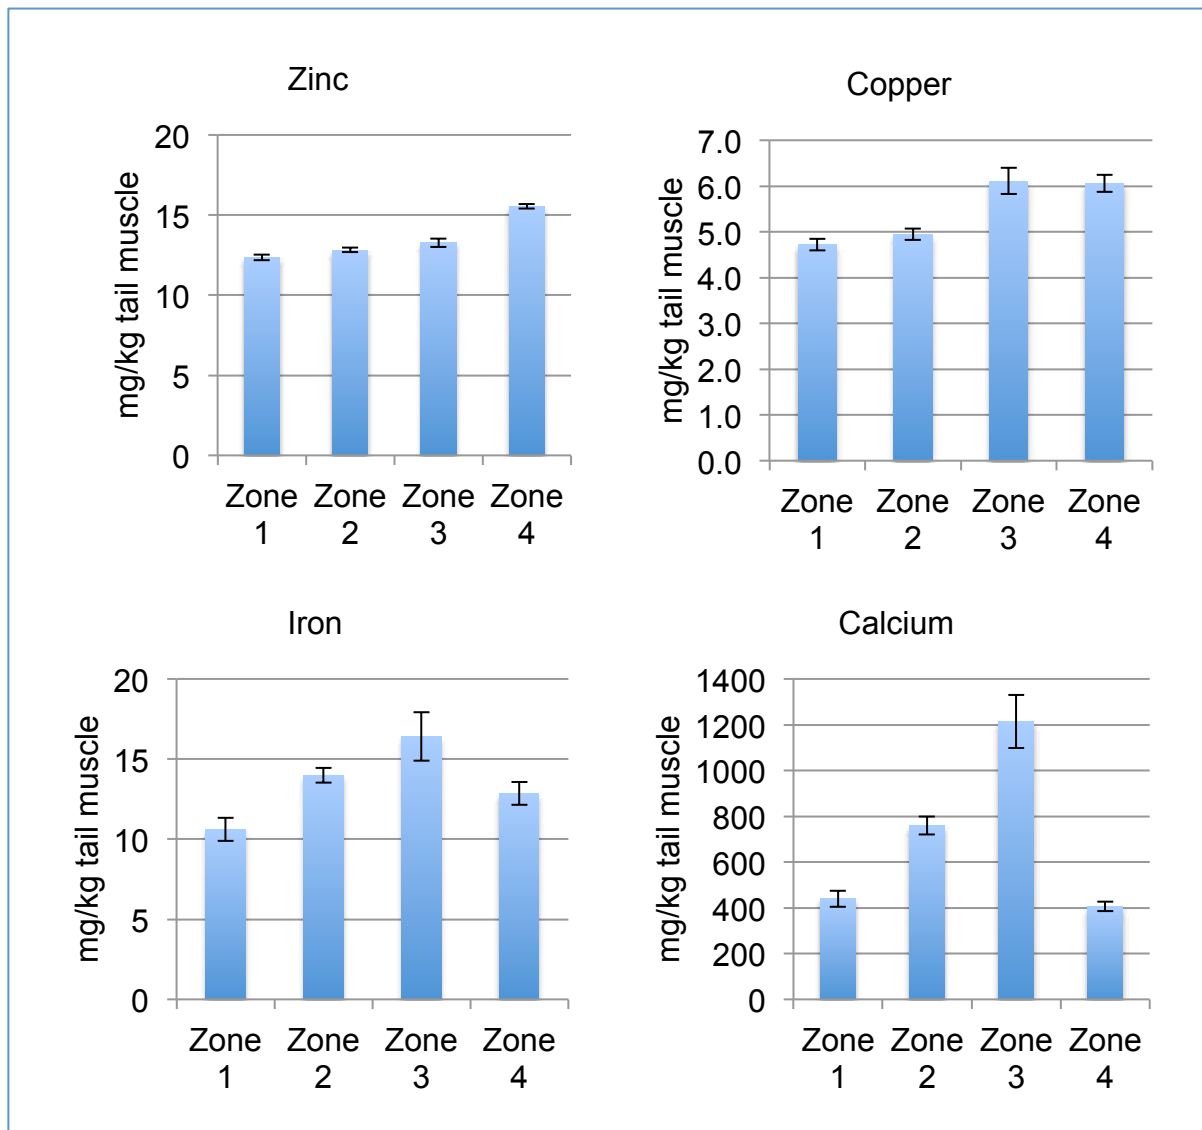 Zinc
mg/kg tail muscle
20
15
10
5
0
Zone 1
Zone 2
Zone 3
Zone 4
Copper
mg/kg tail muscle
7.0
6.0
5.0
4.0
3.0
2.0
1.0
0.0
Zone 1
Zone 2
Zone 3
Zone 4
Iron
mg/kg tail muscle
20
15
10
5
0
Zone 1
Zone 2
Zone 3
Zone 4
Calcium
mg/kg tail muscle
1400
1200
1000
800
600
400
200
0
Zone 1
Zone 2
Zone 3
Zone 4